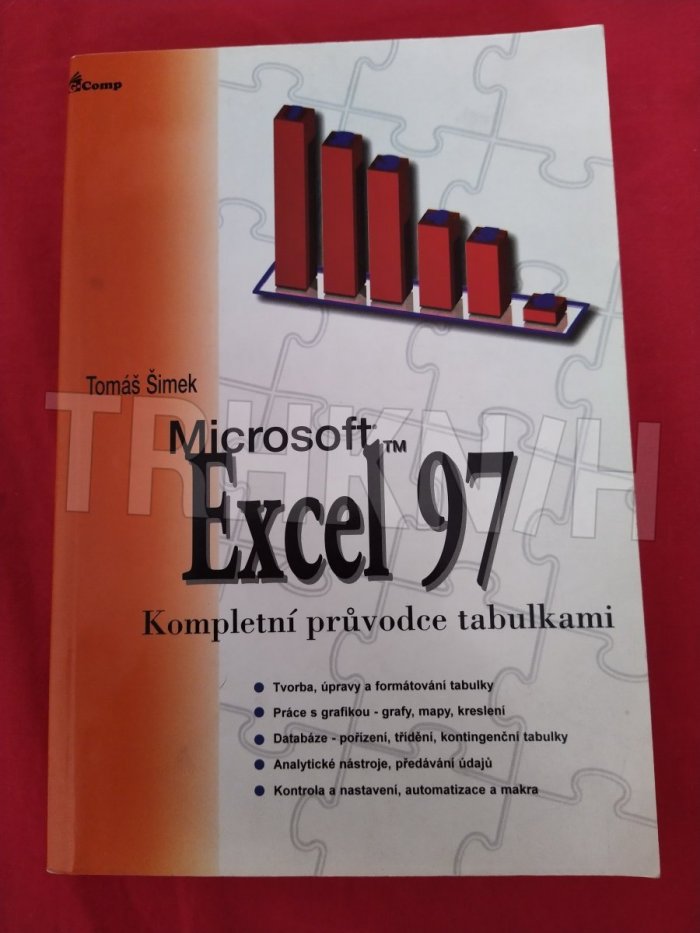 G Comp
Tomáš Šimek
TRHKNIH
Microsoft™
Excel 97
Kompletní průvodce tabulkami
Tvorba, úpravy a formátování tabulky
Práce s grafikou - grafy, mapy, kreslení
Databáze - pořízení, třídění, kontingenční tabulky
Analytické nástroje, předávání údajů
Kontrola a nastavení, automatizace a makra